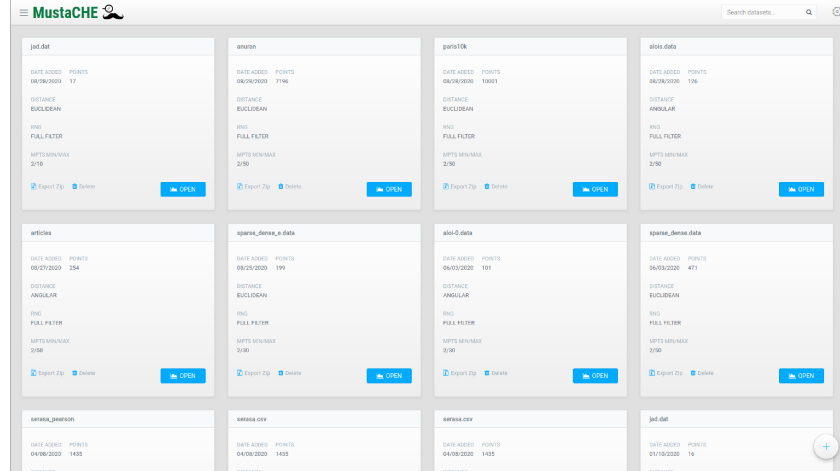 MustaCHE
Search datasets...
jad.dat
DATE ADDED POINTS
08/28/2020 17
DISTANCE
EUCLIDEAN
RNG
FULL FILTER
MPTS MIN/MAX
2/10
Export Zip Delete OPEN
anuran
DATE ADDED POINTS
08/28/2020 7196
DISTANCE
EUCLIDEAN
RNG
FULL FILTER
MPTS MIN/MAX
2/50
Export Zip Delete OPEN
paris10k
DATE ADDED POINTS
08/28/2020 10001
DISTANCE
EUCLIDEAN
RNG
FULL FILTER
MPTS MIN/MAX
2/50
Export Zip Delete OPEN
alois.data
DATE ADDED POINTS
08/28/2020 126
DISTANCE
ANGULAR
RNG
FULL FILTER
MPTS MIN/MAX
2/50
Export Zip Delete OPEN
articles
DATE ADDED POINTS
08/27/2020 254
DISTANCE
ANGULAR
RNG
FULL FILTER
MPTS MIN/MAX
2/50
Export Zip Delete OPEN
sparse_dense_e.data
DATE ADDED POINTS
08/25/2020 199
DISTANCE
EUCLIDEAN
RNG
FULL FILTER
MPTS MIN/MAX
2/30
Export Zip Delete OPEN
aloi-0.data
DATE ADDED POINTS
06/03/2020 101
DISTANCE
ANGULAR
RNG
FULL FILTER
MPTS MIN/MAX
2/30
Export Zip Delete OPEN
sparse_dense.data
DATE ADDED POINTS
06/03/2020 471
DISTANCE
EUCLIDEAN
RNG
FULL FILTER
MPTS MIN/MAX
2/50
Export Zip Delete OPEN
serasa_pearson
DATE ADDED POINTS
04/08/2020 1435
serasa.csv
DATE ADDED POINTS
04/08/2020 1435
serasa.csv
DATE ADDED POINTS
04/08/2020 1435
jad.dat
DATE ADDED POINTS
01/10/2020 16